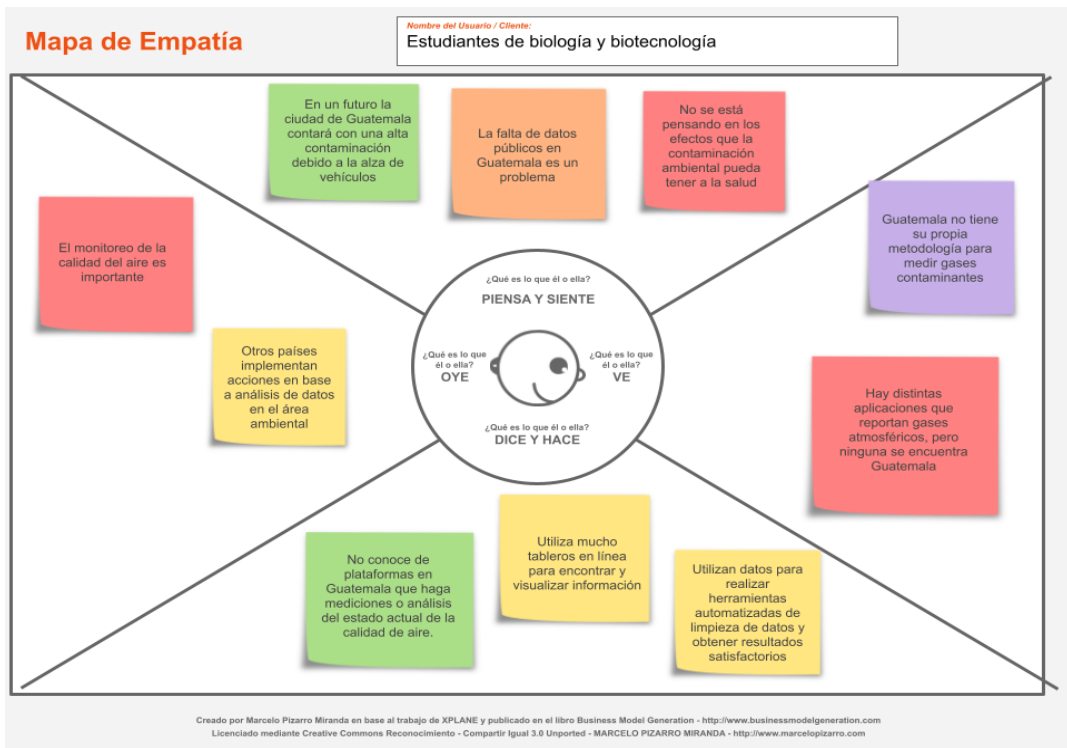 Mapa de Empatía
Nombre del Usuario / Cliente:
Estudiantes de biología y biotecnología
En un futuro la
ciudad de Guatemala
contará con una alta
contaminación
debido a la alza de
vehículos
La falta de datos
públicos en
Guatemala es un
problema
No se está
pensando en los
efectos que la
contaminación
ambiental pueda
tener a la salud
El monitoreo de la
calidad del aire es
importante
Otros países
implementan
acciones en base
a análisis de datos
en el área
ambiental
Guatemala no tiene
su propia
metodología para
medir gases
contaminantes
Hay distintas
aplicaciones que
reportan gases
atmosféricos, pero
ninguna se encuentra
Guatemala
¿Qué es lo que él o ella?
PIENSA Y SIENTE
¿Qué es lo que
él o ella?
OYE
¿Qué es lo que
él o ella?
VE
¿Qué es lo que él o ella?
DICE Y HACE
No conoce de
plataformas en
Guatemala que haga
mediciones o análisis
del estado actual de la
calidad de aire.
Utiliza mucho
tableros en línea
para encontrar y
visualizar información
Utilizan datos para
realizar
herramientas
automatizadas de
limpieza de datos y
obtener resultados
satisfactorios
Creado por Marcelo Pizarro Miranda en base al trabajo de XPLANE y publicado en el libro Business Model Generation - http://www.businessmodelgeneration.com
Licenciado mediante Creative Commons Reconocimiento - Compartir Igual 3.0 Unported - MARCELO PIZARRO MIRANDA - http://www.marcelopizarro.com